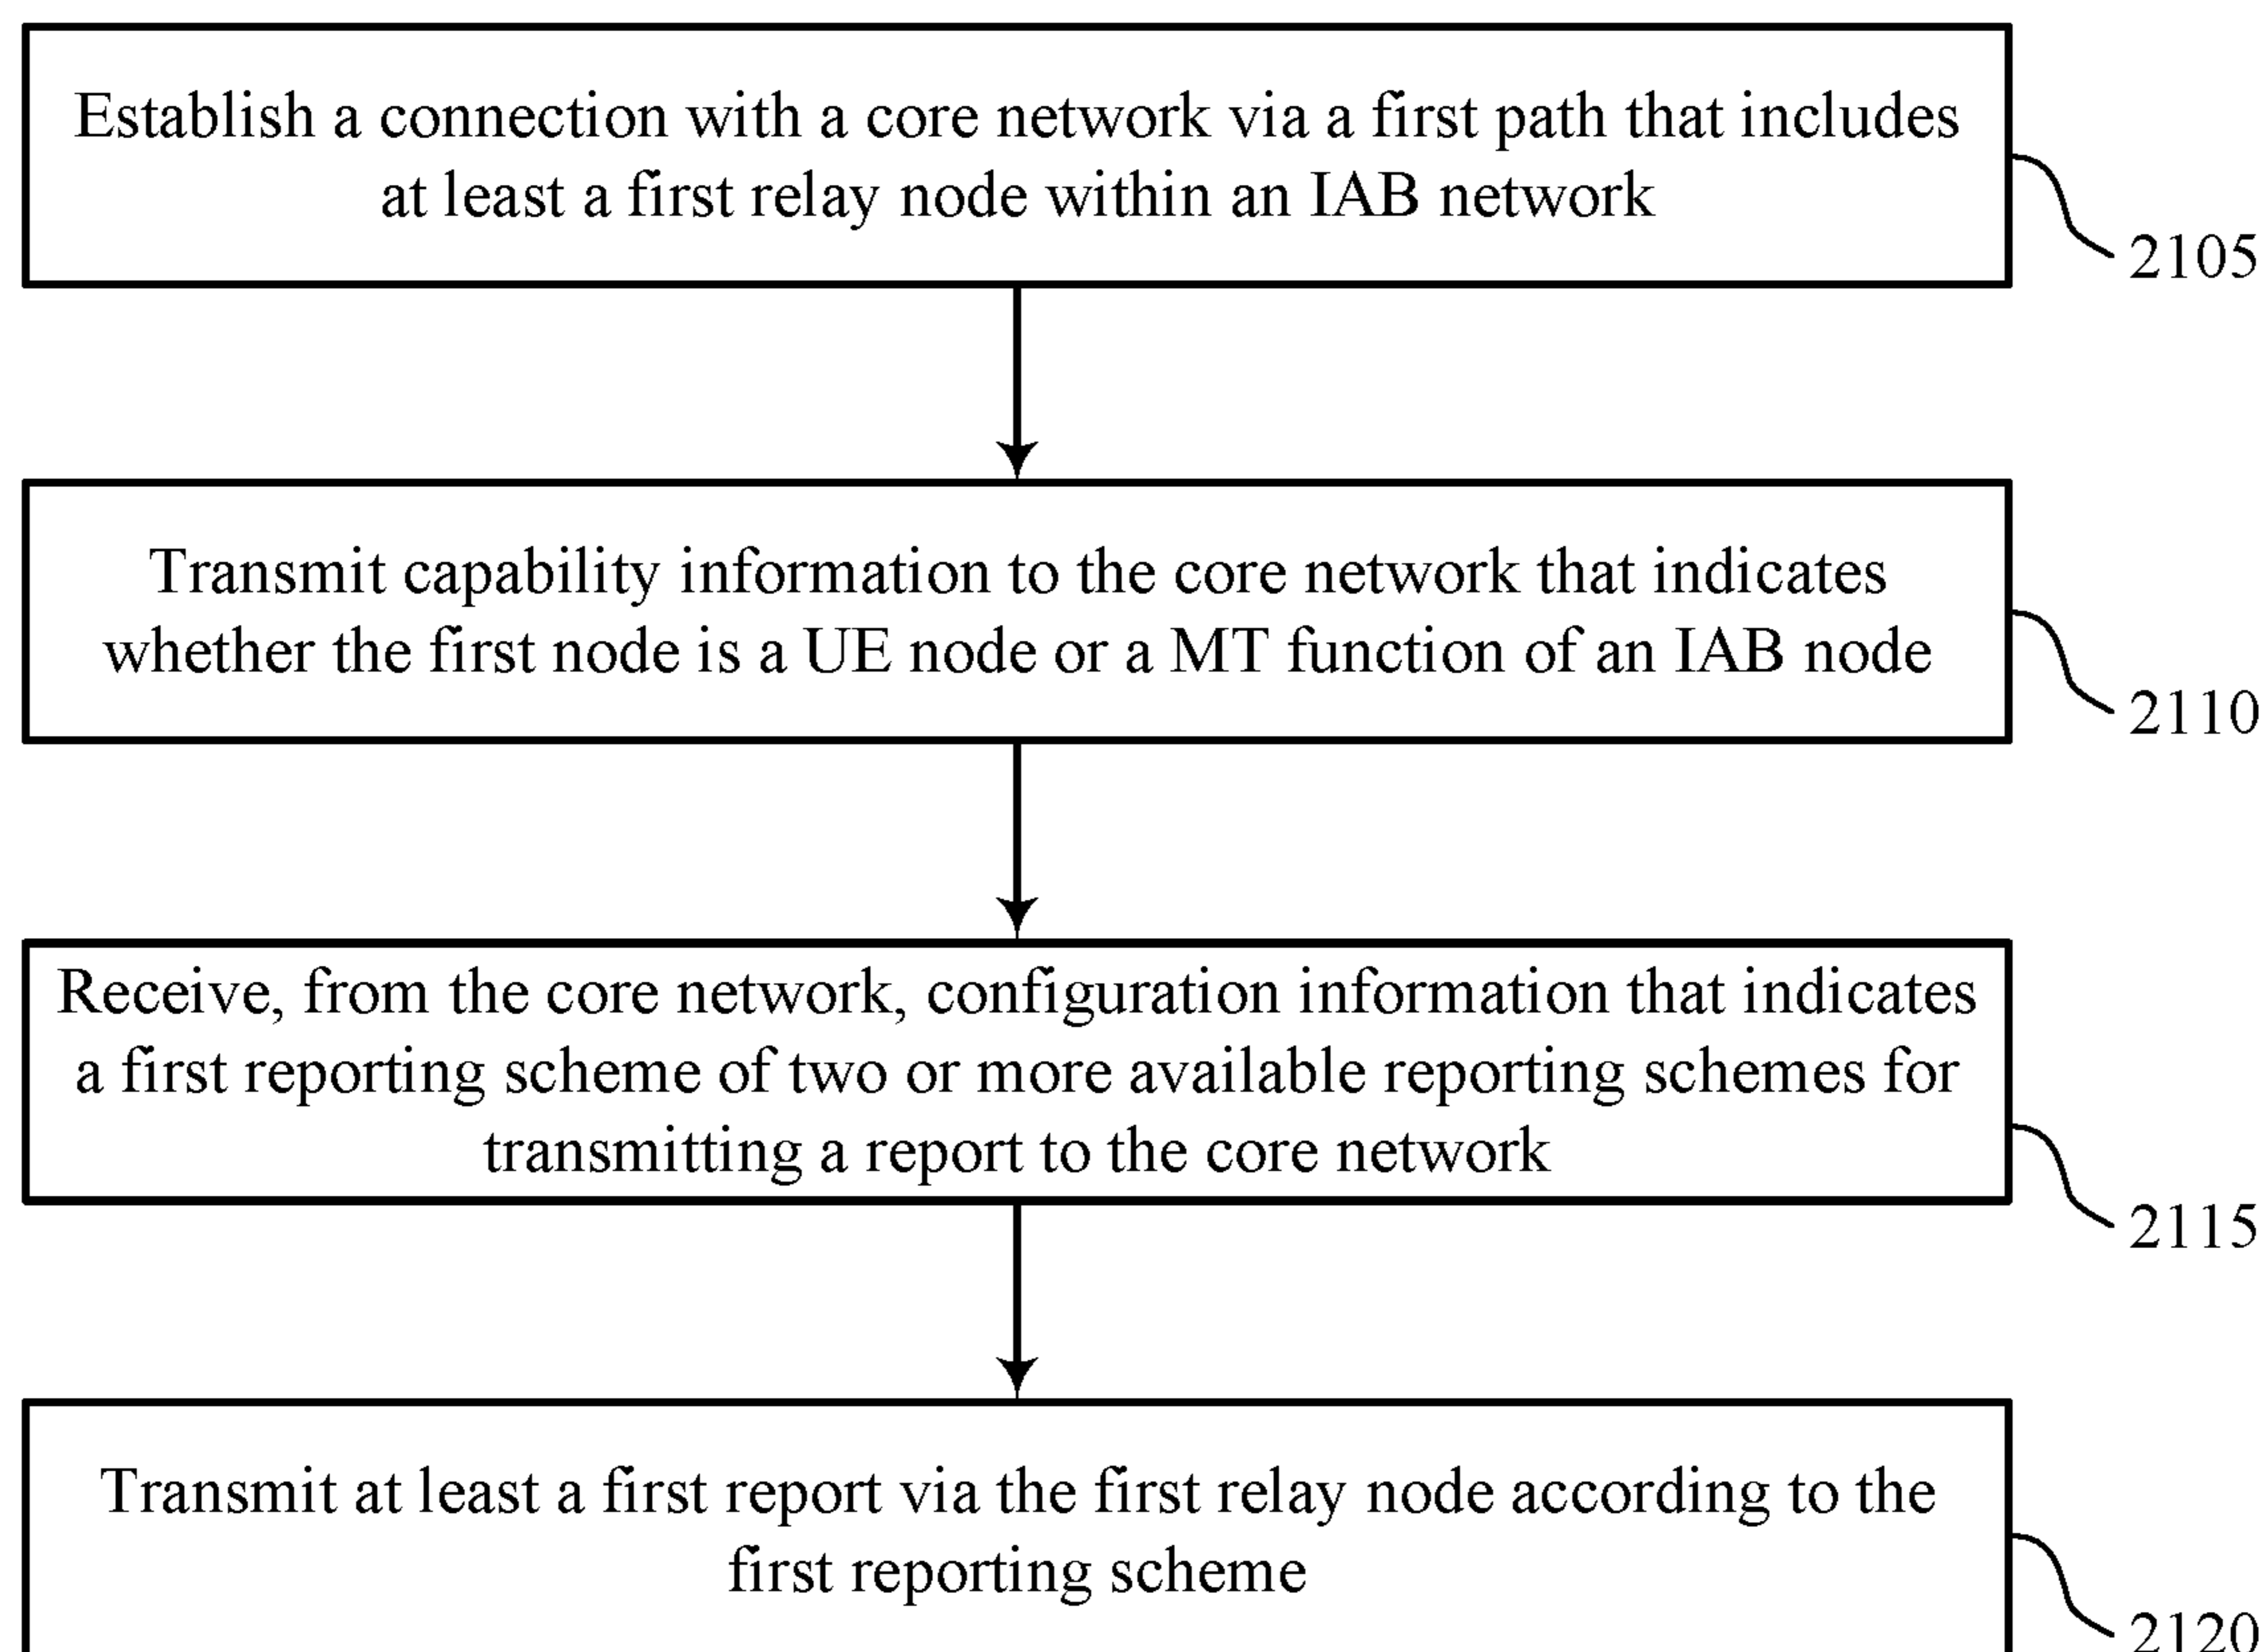 Establish a connection with a core network via a first path that includes
at least a first relay node within an IAB network
2105
Transmit capability information to the core network that indicates
whether the first node is a UE node or a MT function of an IAB node
2110
Receive, from the core network, configuration information that indicates
a first reporting scheme of two or more available reporting schemes for
transmitting a report to the core network
2115
Transmit at least a first report via the first relay node according to the
first reporting scheme
2120